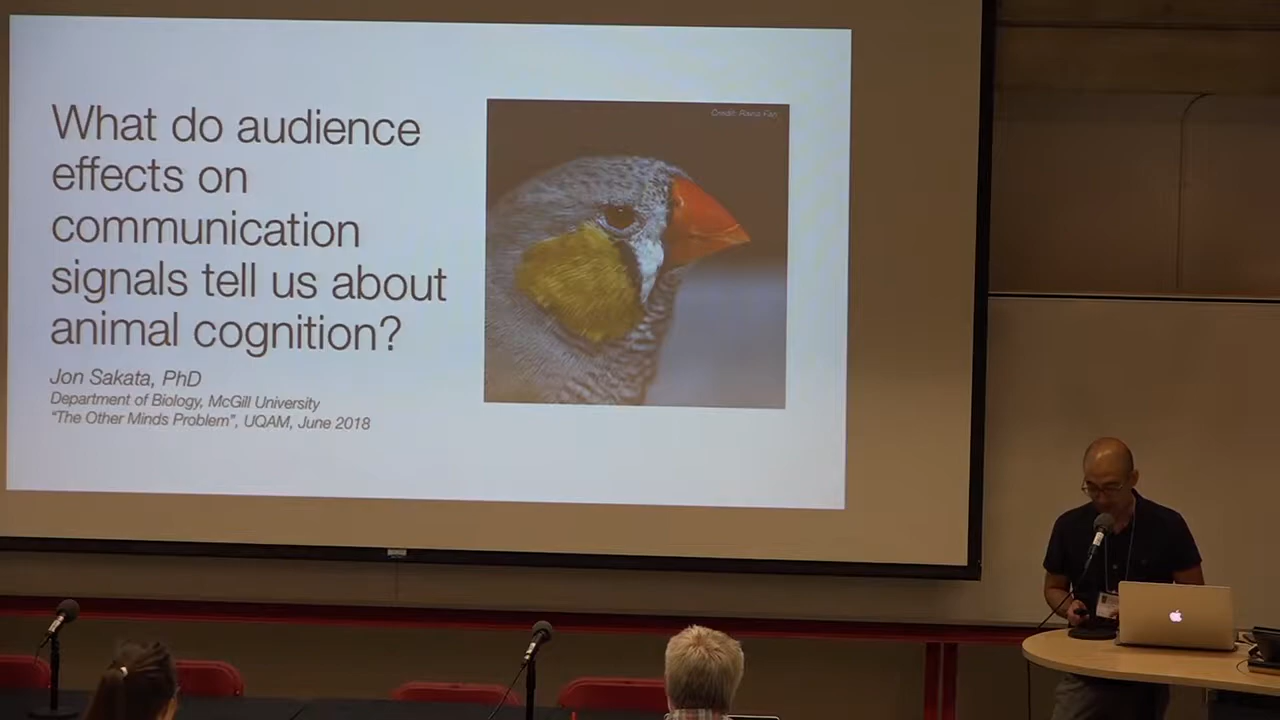 What do audience
effects on
communication
signals tell us about
animal cognition?
Jon Sakata, PhD
Department of Biology, McGill University
"The Other Minds Problem", UQAM, June 2018
Credit: